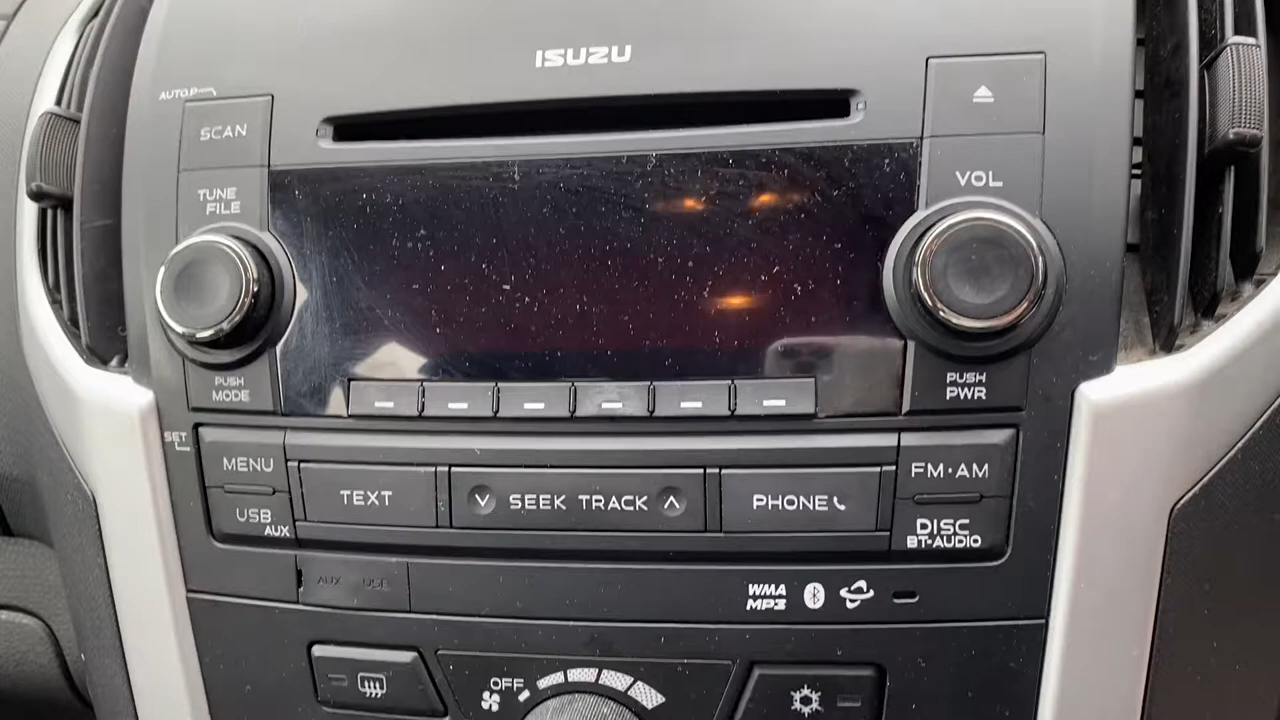 ISUZU
AUTO.P
SCAN
TUNE
FILE
VOL
PUSH
MODE
PUSH
PWR
SET
MENU
FM•AM
TEXT
SEEK TRACK
PHONE
USB
AUX
DISC
BT-AUDIO
AUX USB
WMA
MP3
OFF